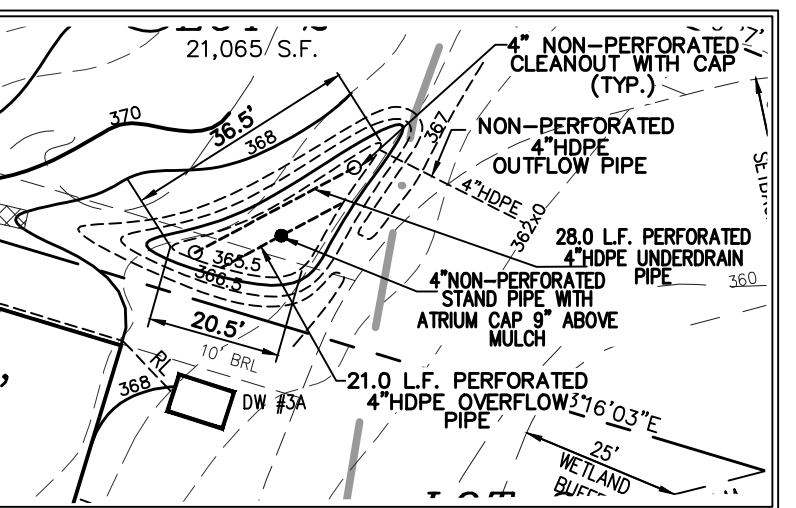 21,065 S.F.
4" NON-PERFORATED
CLEANOUT WITH CAP
(TYP.)
370
36.5'
368
367
NON-PERFORATED
4"HDPE
OUTFLOW PIPE
4"HDPE
362x0
28.0 L.F. PERFORATED
4"HDPE UNDERDRAIN
PIPE
365.5
368.5
4"NON-PERFORATED
STAND PIPE WITH
ATRIUM CAP 9" ABOVE
MULCH
360
20.5'
10' BRL
RL
368
DW #3A
21.0 L.F. PERFORATED
4"HDPE OVERFLOW
PIPE
16'03"E
25'
WETLAND